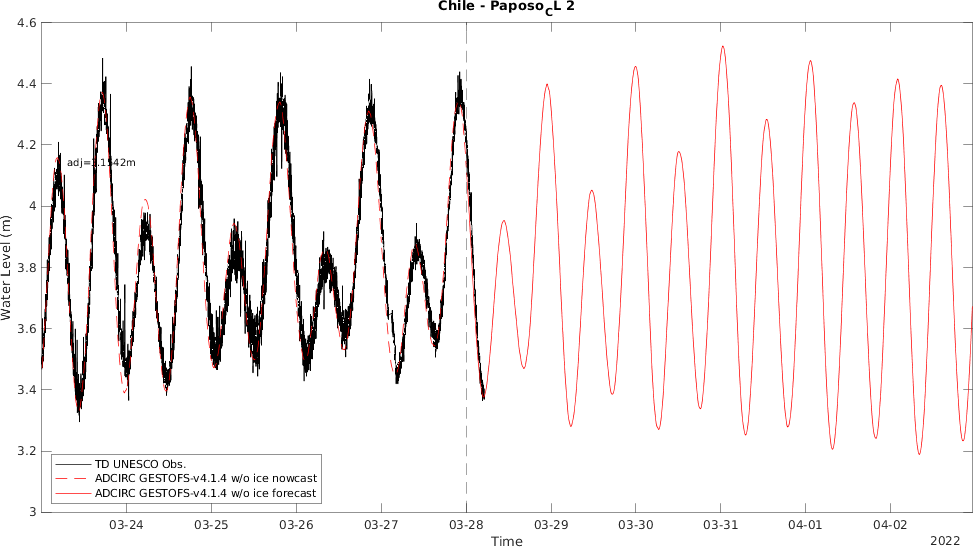 Chile - Paposo_CL 2
4.6
4.4
4.2
4
3.8
3.6
3.4
3.2
3
Water Level (m)
adj=3.1542m
TD UNESCO Obs.
ADCIRC GESTOFS-v4.1.4 w/o ice nowcast
ADCIRC GESTOFS-v4.1.4 w/o ice forecast
03-24 03-25 03-26 03-27 03-28 03-29 03-30 03-31 04-01 04-02
Time
2022